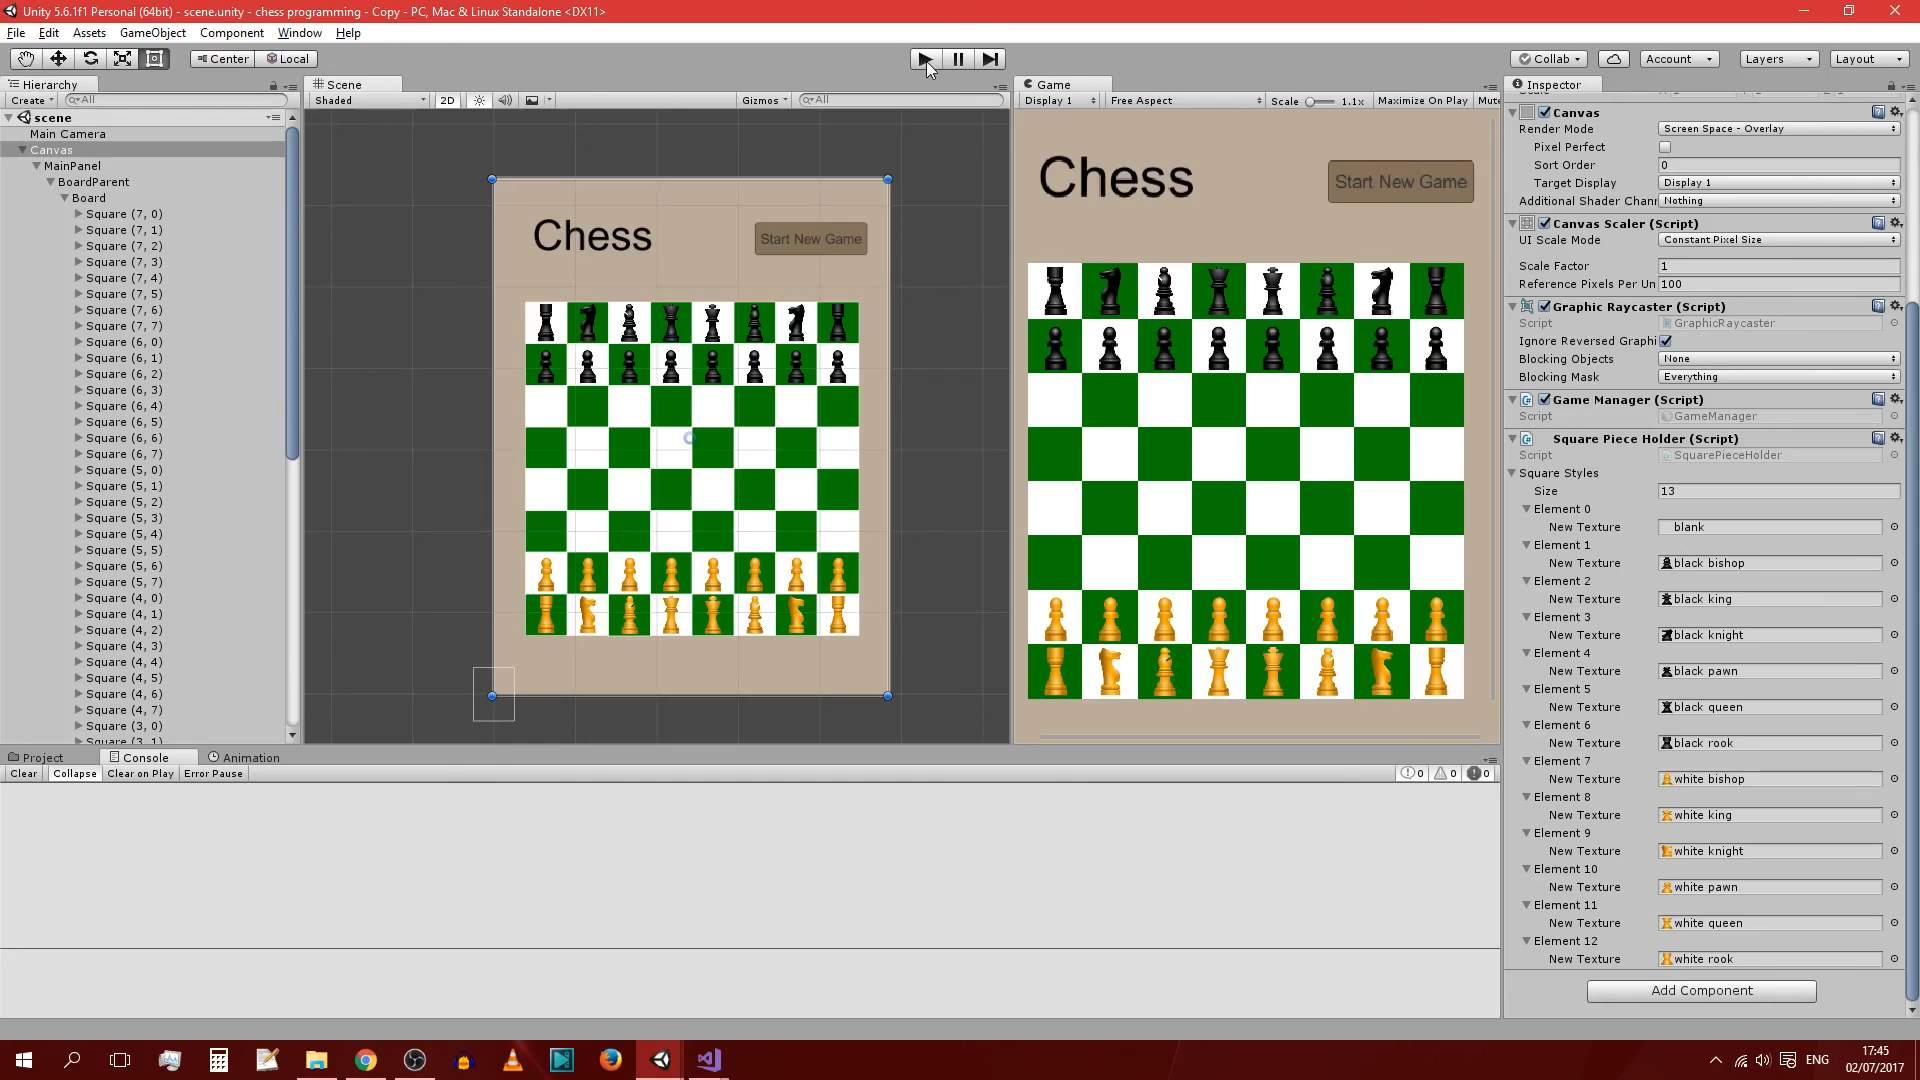 Unity 5.6.1f1 Personal (64bit) - scene.unity - chess programming - Copy - PC, Mac & Linux Standalone <DX11>
File Edit Assets GameObject Component Window Help
Center Local
Collab Account Layers Layout
Hierarchy
Create All
scene
Main Camera
Canvas
MainPanel
BoardParent
Board
Square (7, 0)
Square (7, 1)
Square (7, 2)
Square (7, 3)
Square (7, 4)
Square (7, 5)
Square (7, 6)
Square (7, 7)
Square (6, 0)
Square (6, 1)
Square (6, 2)
Square (6, 3)
Square (6, 4)
Square (6, 5)
Square (6, 6)
Square (6, 7)
Square (5, 0)
Square (5, 1)
Square (5, 2)
Square (5, 3)
Square (5, 4)
Square (5, 5)
Square (5, 6)
Square (5, 7)
Square (4, 0)
Square (4, 1)
Square (4, 2)
Square (4, 3)
Square (4, 4)
Square (4, 5)
Square (4, 6)
Square (4, 7)
Square (3, 0)
Square (3, 1)
Scene
Shaded 2D Gizmos All
Chess
Start New Game
Game
Display 1 Free Aspect Scale 1.1x Maximize On Play Mute
Chess
Start New Game
Inspector
Canvas
Render Mode Screen Space - Overlay
Pixel Perfect
Sort Order 0
Target Display Display 1
Additional Shader Chanr Nothing
Canvas Scaler (Script)
UI Scale Mode Constant Pixel Size
Scale Factor 1
Reference Pixels Per Un 100
Graphic Raycaster (Script)
Script GraphicRaycaster
Ignore Reversed Graphi
Blocking Objects None
Blocking Mask Everything
Game Manager (Script)
Script GameManager
Square Piece Holder (Script)
Script SquarePieceHolder
Square Styles
Size 13
Element 0
New Texture blank
Element 1
New Texture black bishop
Element 2
New Texture black king
Element 3
New Texture black knight
Element 4
New Texture black pawn
Element 5
New Texture black queen
Element 6
New Texture black rook
Element 7
New Texture white bishop
Element 8
New Texture white king
Element 9
New Texture white knight
Element 10
New Texture white pawn
Element 11
New Texture white queen
Element 12
New Texture white rook
Add Component
Project Console Animation
Clear Collapse Clear on Play Error Pause 0 0 0
ENG
17:45
02/07/2017